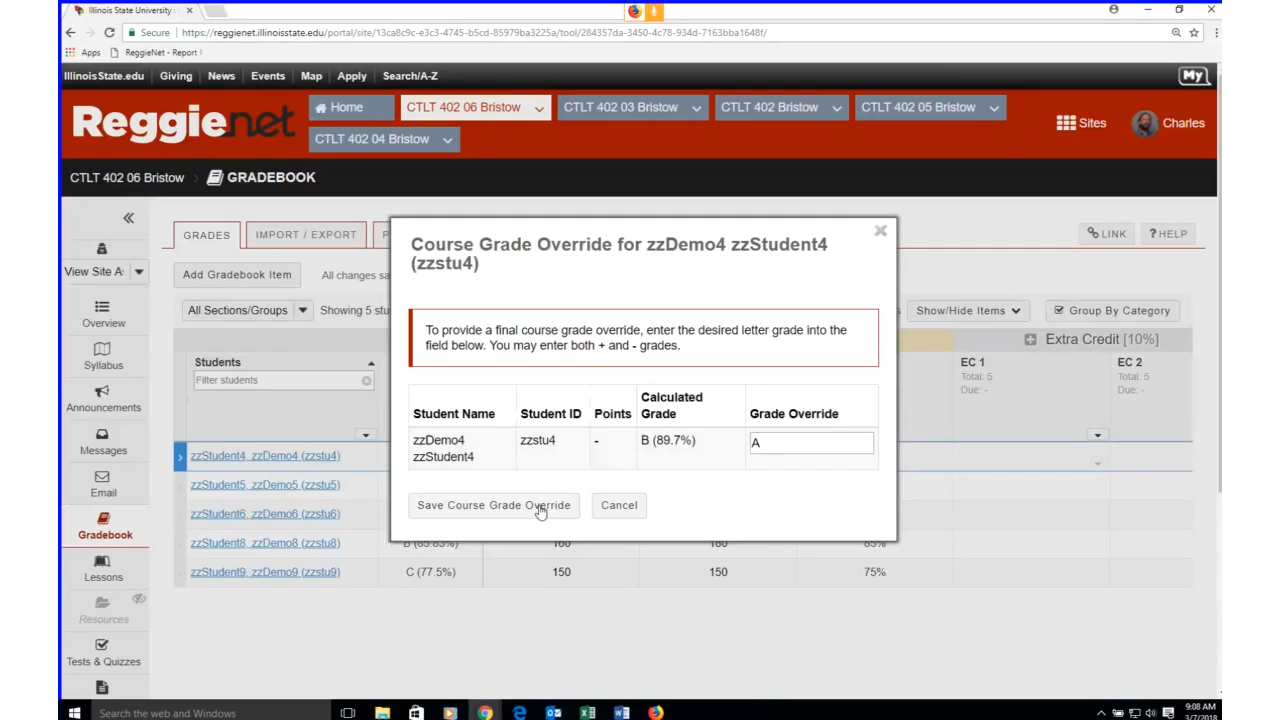 Illinois State University
Secure
https://reggienet.illinoisstate.edu/portal/site/13ca8c9c-e3c3-4745-b5cd-85979ba3225a/tool/284357da-3450-4c78-934d-7163bba1648f/
Apps ReggieNet - Report
IllinoisState.edu Giving News Events Map Apply Search/A-Z My
Reggienet Home CTLT 402 06 Bristow CTLT 402 03 Bristow CTLT 402 Bristow CTLT 402 05 Bristow
CTLT 402 04 Bristow
Sites Charles
CTLT 402 06 Bristow GRADEBOOK
GRADES IMPORT / EXPORT P LINK ? HELP
View Site A:
Overview
Syllabus
Announcements
Messages
Email
Gradebook
Lessons
Resources
Tests & Quizzes
Add Gradebook Item All changes sa
All Sections/Groups Showing 5 stu s Show/Hide Items Group By Category
Extra Credit [10%]
Students
Filter students
EC 1
Total: 5
Due: -
EC 2
Total: 5
Due: -
zzStudent4, zzDemo4 (zzstu4)
zzStudent5, zzDemo5 (zzstu5)
zzStudent6, zzDemo6 (zzstu6)
zzStudent8, zzDemo8 (zzstu8) B (85.83%) 160 180 85%
zzStudent9, zzDemo9 (zzstu9) C (77.5%) 150 150 75%
Course Grade Override for zzDemo4 zzStudent4
(zzstu4)
To provide a final course grade override, enter the desired letter grade into the
field below. You may enter both + and - grades.
Student Name Student ID Points Calculated Grade Grade Override
zzDemo4 zzStudent4 zzstu4 - B (89.7%) A
Save Course Grade Override Cancel
Search the web and Windows
9:08 AM
3/7/2018